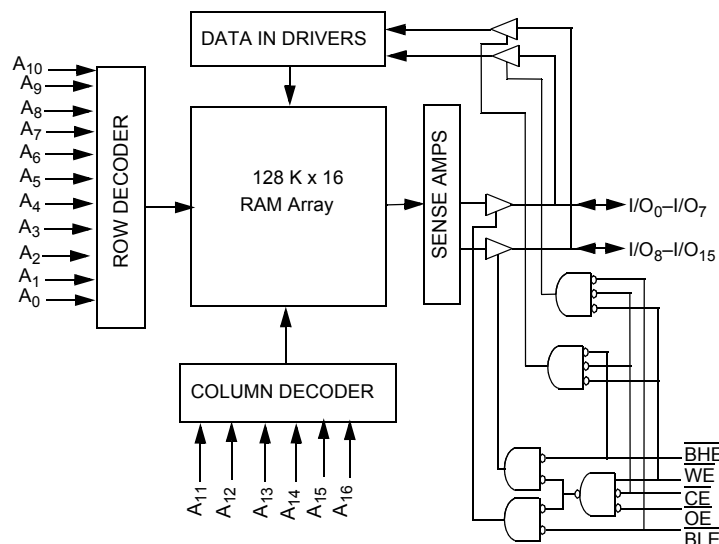 DATA IN DRIVERS
A10
A9
A8
A7
A6
A5
A4
A3
A2
A1
A0
ROW DECODER
128 K x 16
RAM Array
SENSE AMPS
I/O0–I/O7
I/O8–I/O15
COLUMN DECODER
A11
A12
A13
A14
A15
A16
BHE
WE
CE
OE
BLE